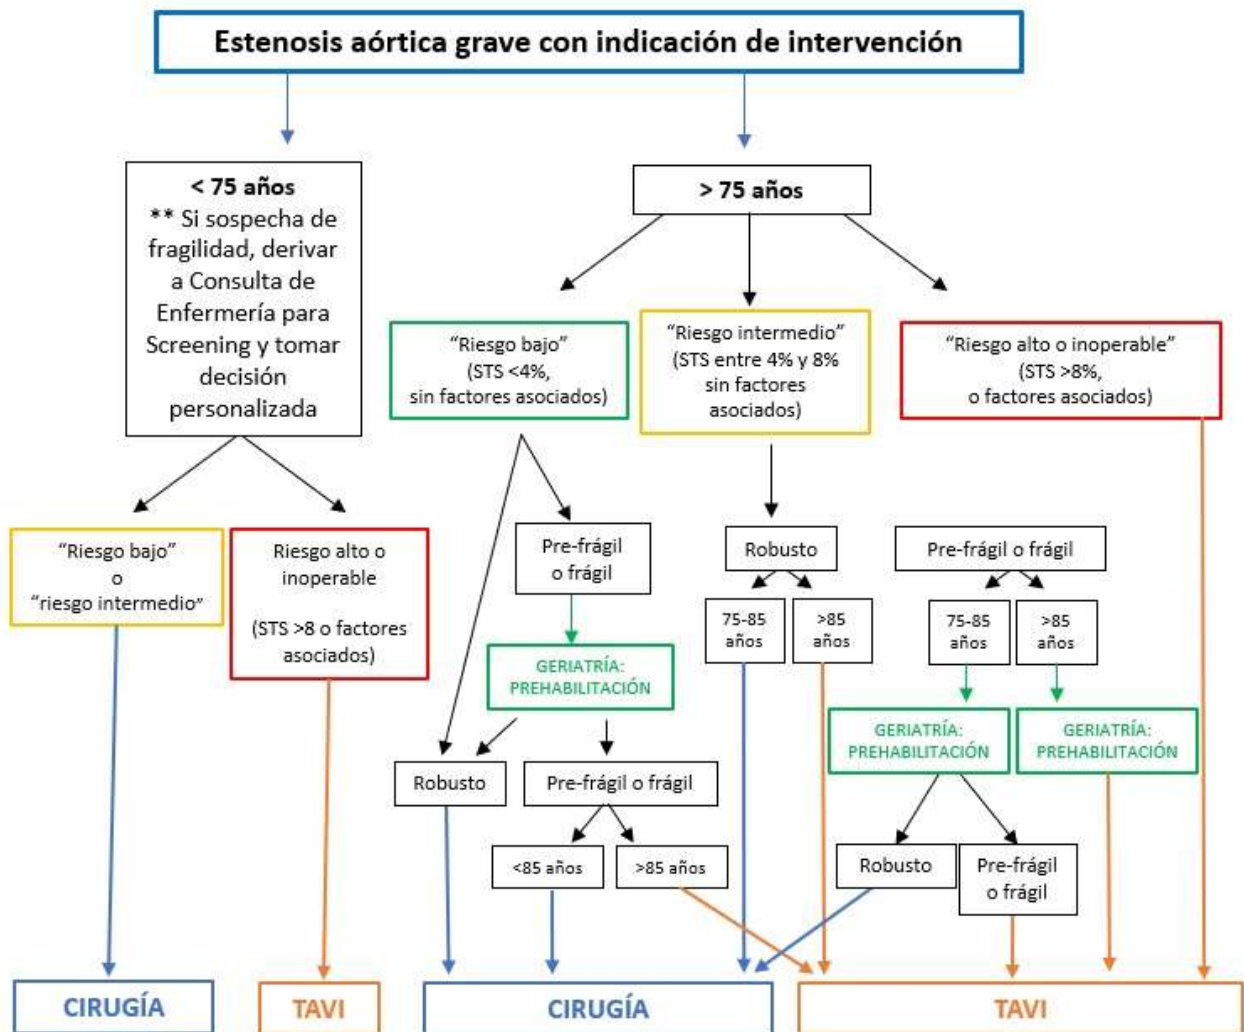 Estenosis aórtica grave con indicación de intervención
< 75 años
** Si sospecha de
fragilidad, derivar
a Consulta de
Enfermería para
Screening y tomar
decisión
personalizada
> 75 años
"Riesgo bajo"
(STS <4%,
sin factores
asociados)
"Riesgo intermedio"
(STS entre 4% y 8%
sin factores
asociados)
"Riesgo alto o inoperable"
(STS >8%,
o factores
asociados)
"Riesgo bajo"
o
"riesgo intermedio"
Riesgo alto o
inoperable
(STS >8 o factores
asociados)
Pre-frágil
o frágil
Robusto
Pre-frágil o frágil
75-85
años
>85
años
75-85
años
>85
años
GERIATRÍA:
PREHABILITACIÓN
GERIATRÍA:
PREHABILITACIÓN
GERIATRÍA:
PREHABILITACIÓN
Robusto
Pre-frágil o frágil
<85 años
>85 años
Robusto
Pre-frágil
o frágil
CIRUGÍA
TAVI
CIRUGÍA
TAVI